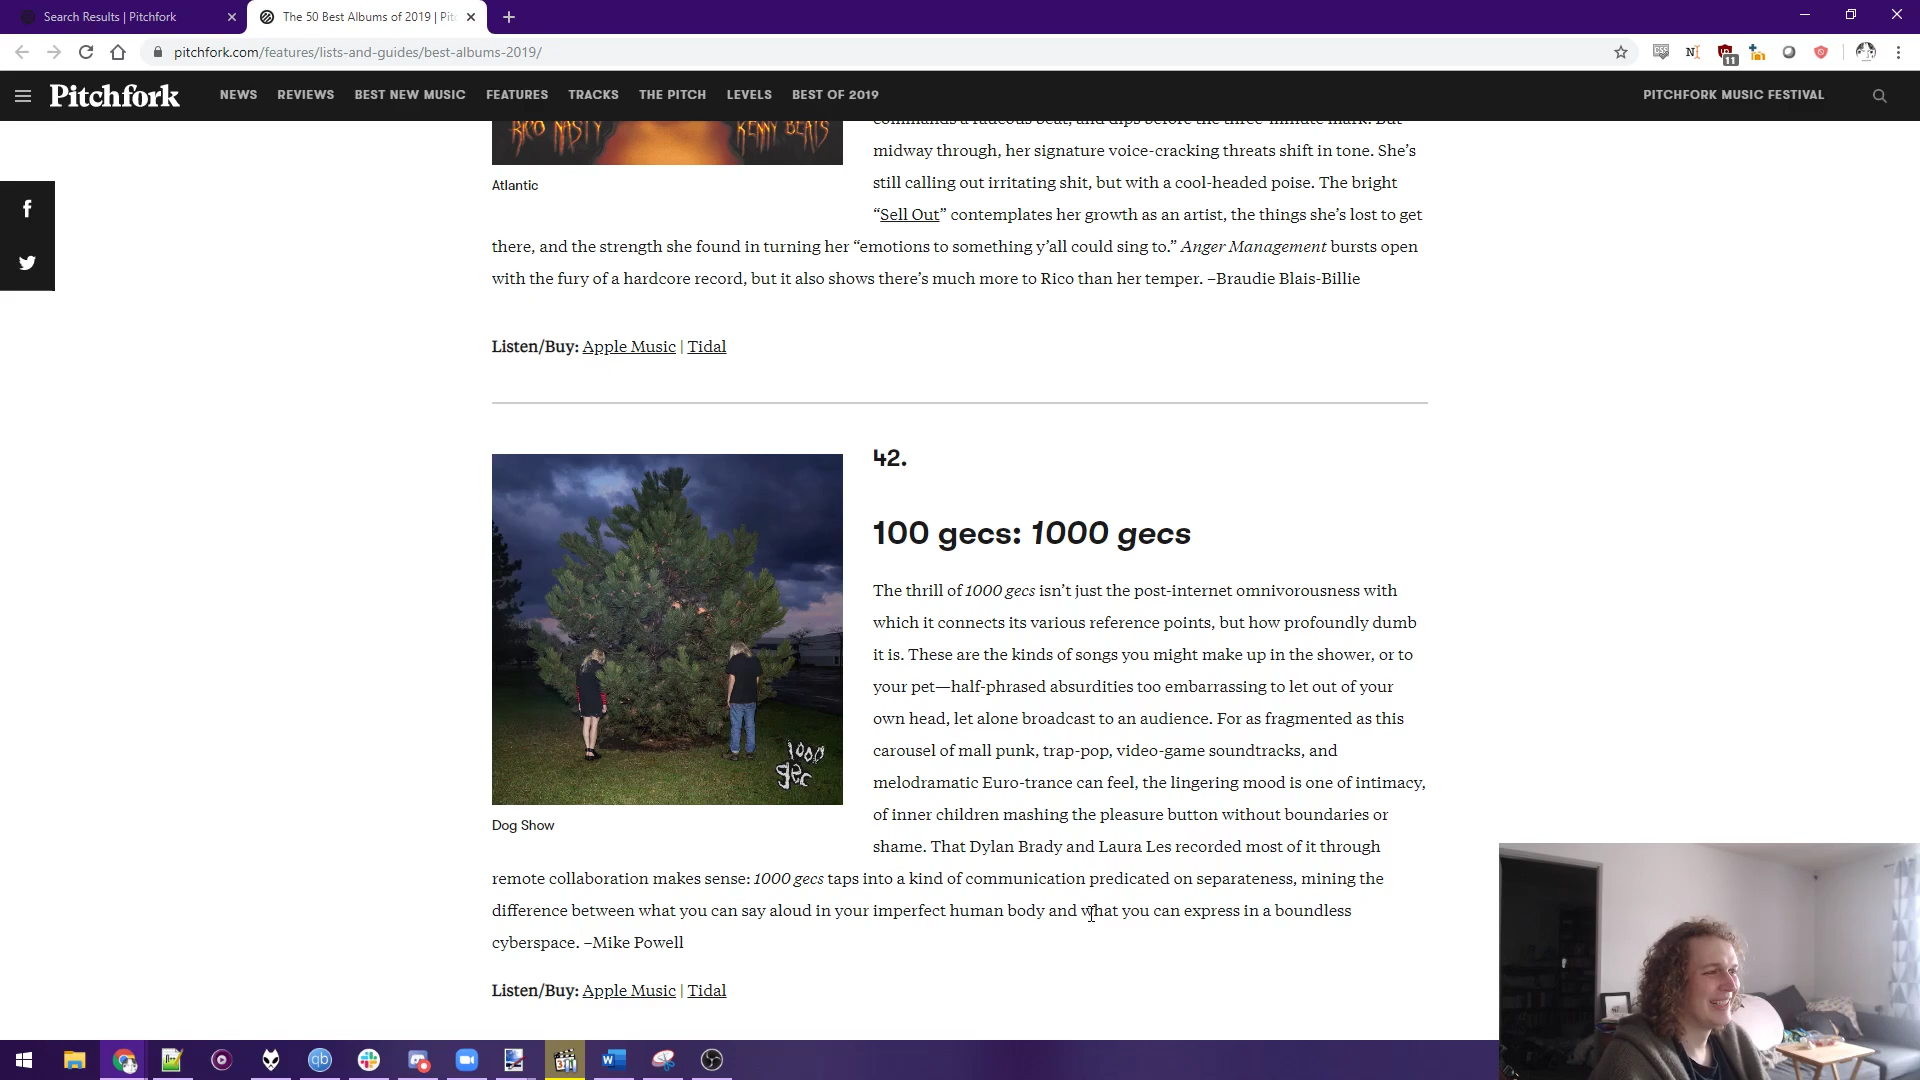 Search Results | Pitchfork
The 50 Best Albums of 2019 | Pitc
pitchfork.com/features/lists-and-guides/best-albums-2019/
11
Pitchfork
NEWS
REVIEWS
BEST NEW MUSIC
FEATURES
TRACKS
THE PITCH
LEVELS
BEST OF 2019
PITCHFORK MUSIC FESTIVAL
RICO NASTY
KENNY BEATS
Atlantic
commands a raucous beat, and dips before the three-minute mark. But
midway through, her signature voice-cracking threats shift in tone. She’s
still calling out irritating shit, but with a cool-headed poise. The bright
“Sell Out” contemplates her growth as an artist, the things she’s lost to get
there, and the strength she found in turning her “emotions to something y’all could sing to.” Anger Management bursts open
with the fury of a hardcore record, but it also shows there’s much more to Rico than her temper. –Braudie Blais-Billie
Listen/Buy: Apple Music | Tidal
42.
100 gecs: 1000 gecs
1000
gec
Dog Show
The thrill of 1000 gecs isn’t just the post-internet omnivorousness with
which it connects its various reference points, but how profoundly dumb
it is. These are the kinds of songs you might make up in the shower, or to
your pet—half-phrased absurdities too embarrassing to let out of your
own head, let alone broadcast to an audience. For as fragmented as this
carousel of mall punk, trap-pop, video-game soundtracks, and
melodramatic Euro-trance can feel, the lingering mood is one of intimacy,
of inner children mashing the pleasure button without boundaries or
shame. That Dylan Brady and Laura Les recorded most of it through
remote collaboration makes sense: 1000 gecs taps into a kind of communication predicated on separateness, mining the
difference between what you can say aloud in your imperfect human body and what you can express in a boundless
cyberspace. –Mike Powell
Listen/Buy: Apple Music | Tidal